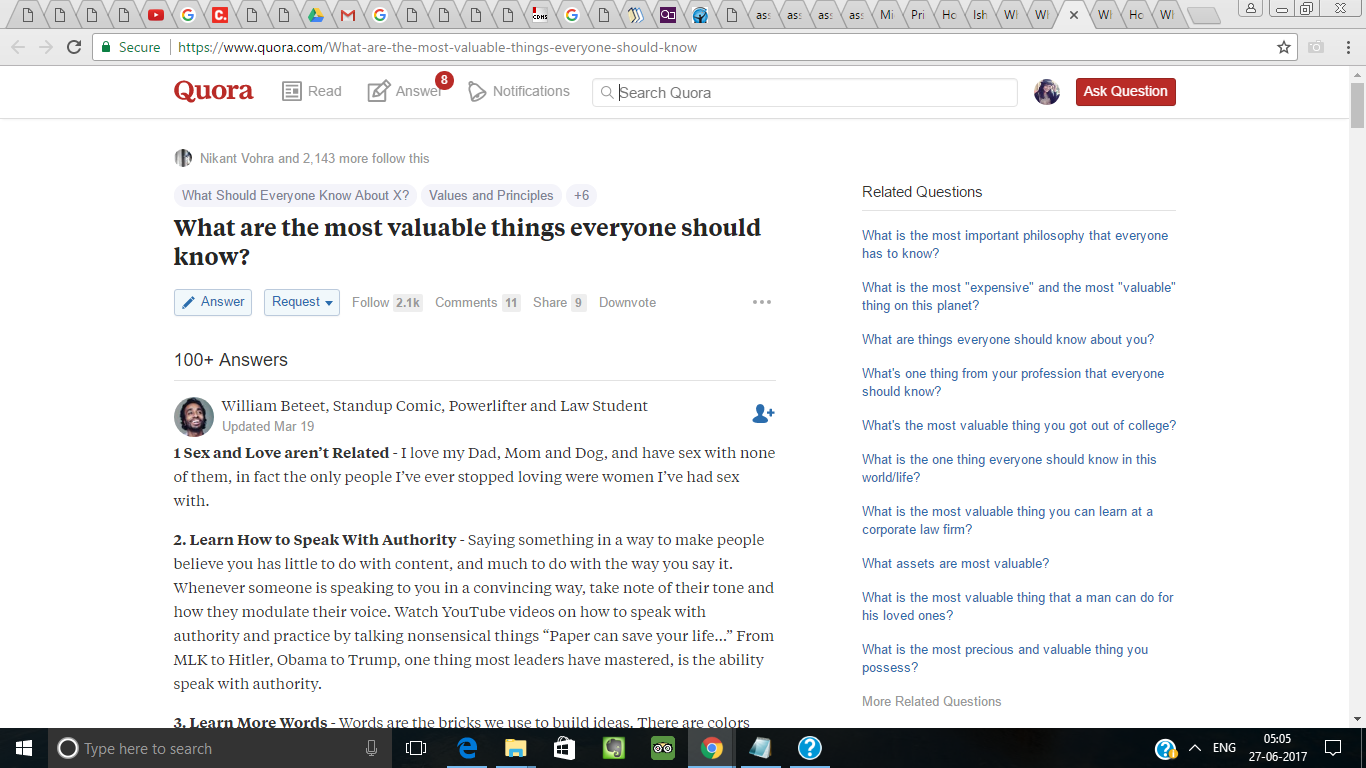 ass
ass
ass
ass
Mi
Pri
Ho
Ish
Wl
Wl
Wl
Ho
Wl
Secure
https://www.quora.com/What-are-the-most-valuable-things-everyone-should-know
Quora
Read
Answer
8
Notifications
Search Quora
Ask Question
Nikant Vohra and 2,143 more follow this
What Should Everyone Know About X? Values and Principles +6
What are the most valuable things everyone should
know?
Answer Request Follow 2.1k Comments 11 Share 9 Downvote
100+ Answers
William Beteet, Standup Comic, Powerlifter and Law Student
Updated Mar 19
1 Sex and Love aren’t Related - I love my Dad, Mom and Dog, and have sex with none
of them, in fact the only people I’ve ever stopped loving were women I’ve had sex
with.
2. Learn How to Speak With Authority - Saying something in a way to make people
believe you has little to do with content, and much to do with the way you say it.
Whenever someone is speaking to you in a convincing way, take note of their tone and
how they modulate their voice. Watch YouTube videos on how to speak with
authority and practice by talking nonsensical things “Paper can save your life...” From
MLK to Hitler, Obama to Trump, one thing most leaders have mastered, is the ability
speak with authority.
3. Learn More Words - Words are the bricks we use to build ideas. There are colors
Related Questions
What is the most important philosophy that everyone
has to know?
What is the most "expensive" and the most "valuable"
thing on this planet?
What are things everyone should know about you?
What's one thing from your profession that everyone
should know?
What's the most valuable thing you got out of college?
What is the one thing everyone should know in this
world/life?
What is the most valuable thing you can learn at a
corporate law firm?
What assets are most valuable?
What is the most valuable thing that a man can do for
his loved ones?
What is the most precious and valuable thing you
possess?
More Related Questions
Type here to search
ENG
05:05
27-06-2017